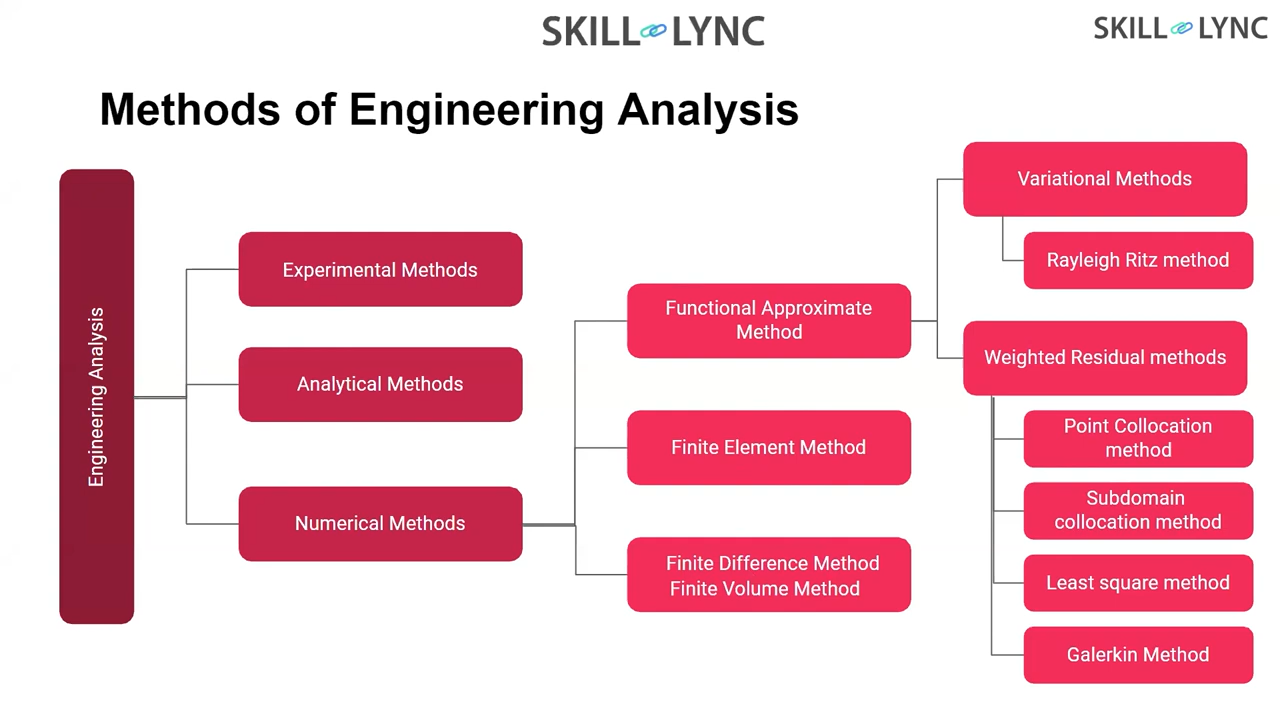 SKILL LYNC
SKILL LYNC
Methods of Engineering Analysis
Engineering Analysis
Experimental Methods
Analytical Methods
Numerical Methods
Functional Approximate
Method
Finite Element Method
Finite Difference Method
Finite Volume Method
Variational Methods
Rayleigh Ritz method
Weighted Residual methods
Point Collocation
method
Subdomain
collocation method
Least square method
Galerkin Method